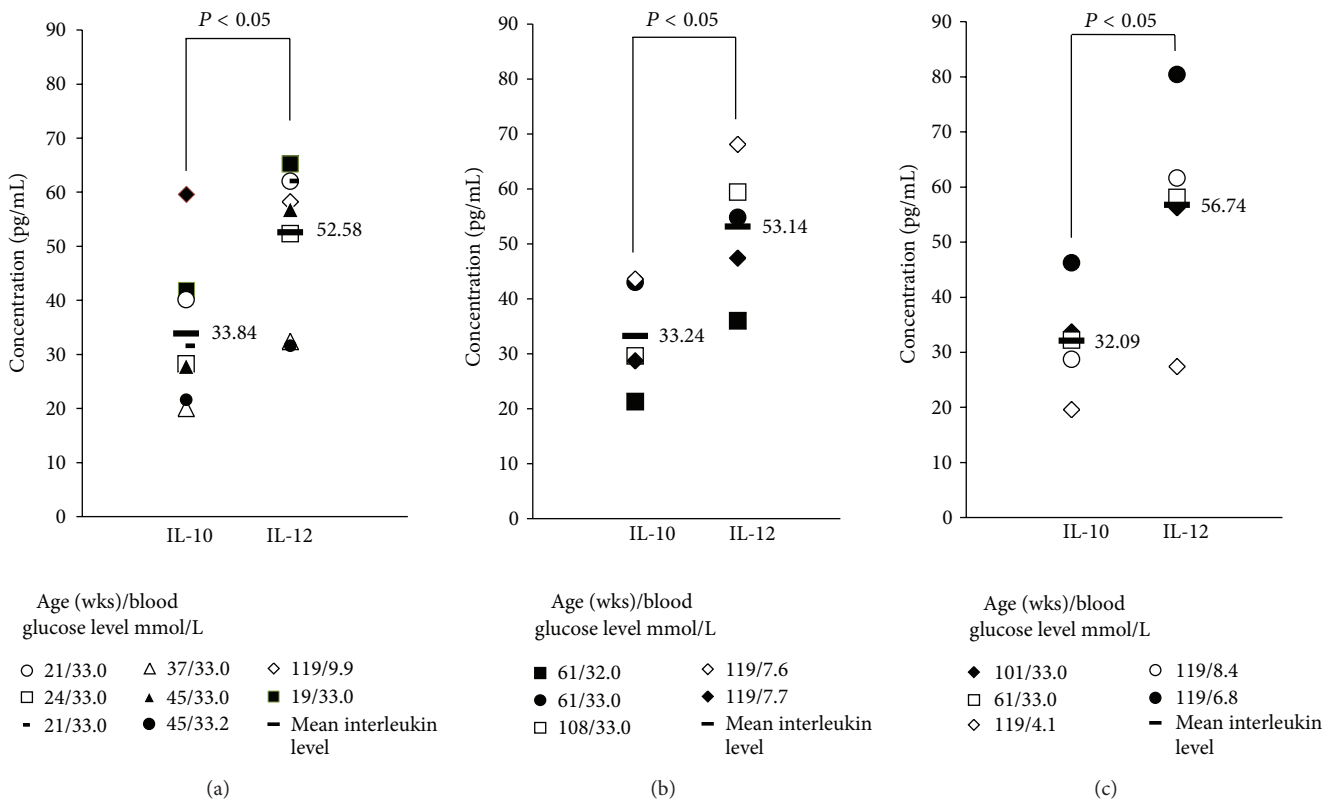 P < 0.05
90
80
70
60
50
40
30
20
10
0
Concentration (pg/mL)
52.58
33.84
IL-10 IL-12
Age (wks)/blood
glucose level mmol/L
21/33.0 37/33.0 119/9.9
24/33.0 45/33.0 19/33.0
21/33.0 45/33.2 Mean interleukin
level
(a)
P < 0.05
90
80
70
60
50
40
30
20
10
0
Concentration (pg/mL)
53.14
33.24
IL-10 IL-12
Age (wks)/blood
glucose level mmol/L
61/32.0 119/7.6
61/33.0 119/7.7
108/33.0 Mean interleukin
level
(b)
P < 0.05
90
80
70
60
50
40
30
20
10
0
Concentration (pg/mL)
56.74
32.09
IL-10 IL-12
Age (wks)/blood
glucose level mmol/L
101/33.0 119/8.4
61/33.0 119/6.8
119/4.1 Mean interleukin
level
(c)